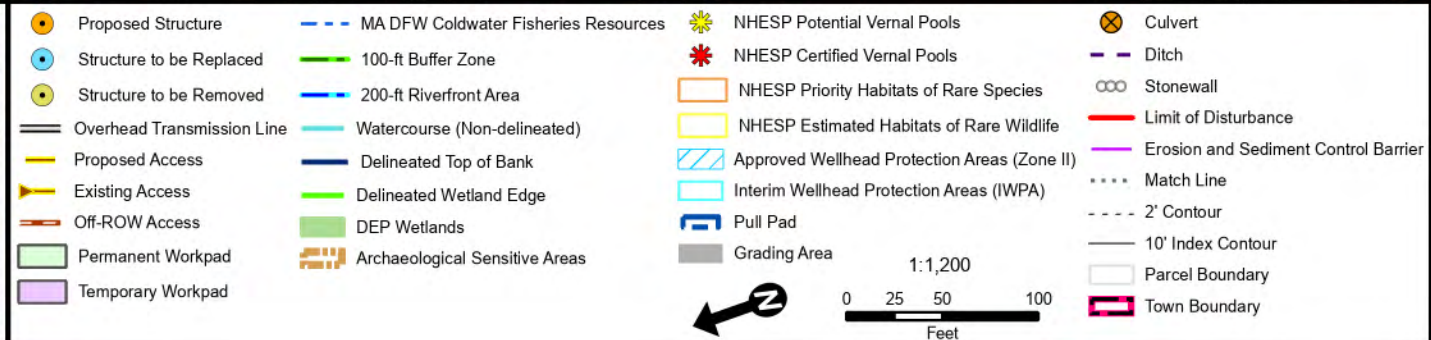 Proposed Structure
Structure to be Replaced
Structure to be Removed
Overhead Transmission Line
Proposed Access
Existing Access
Off-ROW Access
Permanent Workpad
Temporary Workpad
MA DFW Coldwater Fisheries Resources
100-ft Buffer Zone
200-ft Riverfront Area
Watercourse (Non-delineated)
Delineated Top of Bank
Delineated Wetland Edge
DEP Wetlands
Archaeological Sensitive Areas
NHESP Potential Vernal Pools
NHESP Certified Vernal Pools
NHESP Priority Habitats of Rare Species
NHESP Estimated Habitats of Rare Wildlife
Approved Wellhead Protection Areas (Zone II)
Interim Wellhead Protection Areas (IWPA)
Pull Pad
Grading Area
1:1,200
N
0 25 50 100
Feet
Culvert
Ditch
Stonewall
Limit of Disturbance
Erosion and Sediment Control Barrier
Match Line
2' Contour
10' Index Contour
Parcel Boundary
Town Boundary